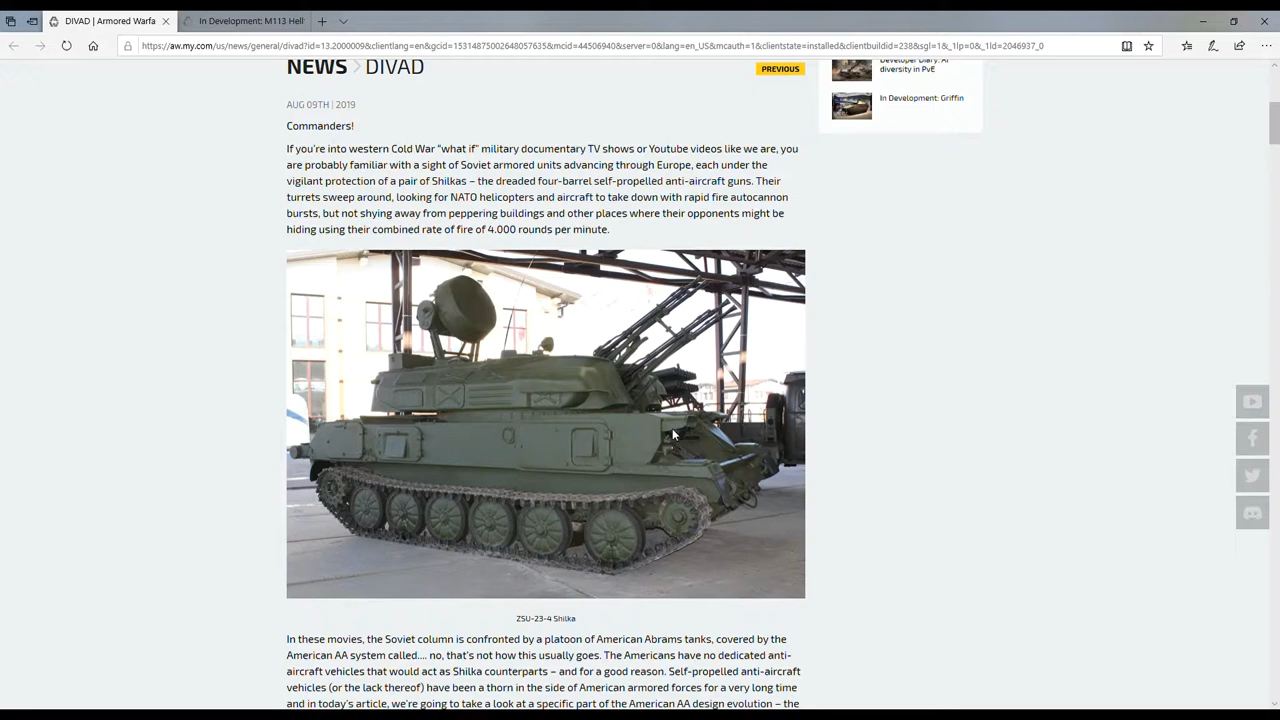 DIVAD | Armored Warfa
In Development: M113 Hell
https://aw.my.com/us/news/general/divad?id=13.2000009&clientlang=en&gcid=15314875002648057635&mcid=44506940&server=0&lang=en_US&mcauth=1&clientstate=installed&clientbuildid=238&sgl=1&_1lp=0&_1ld=2046937_0
NEWS > DIVAD
PREVIOUS
Developer Diary: AI
diversity in PvE
In Development: Griffin
AUG 09TH | 2019
Commanders!
If you're into western Cold War "what if" military documentary TV shows or Youtube videos like we are, you
are probably familiar with a sight of Soviet armored units advancing through Europe, each under the
vigilant protection of a pair of Shilkas – the dreaded four-barrel self-propelled anti-aircraft guns. Their
turrets sweep around, looking for NATO helicopters and aircraft to take down with rapid fire autocannon
bursts, but not shying away from peppering buildings and other places where their opponents might be
hiding using their combined rate of fire of 4.000 rounds per minute.
ZSU-23-4 Shilka
In these movies, the Soviet column is confronted by a platoon of American Abrams tanks, covered by the
American AA system called.... no, that's not how this usually goes. The Americans have no dedicated anti-
aircraft vehicles that would act as Shilka counterparts – and for a good reason. Self-propelled anti-aircraft
vehicles (or the lack thereof) have been a thorn in the side of American armored forces for a very long time
and in today's article, we're going to take a look at a specific part of the American AA design evolution – the